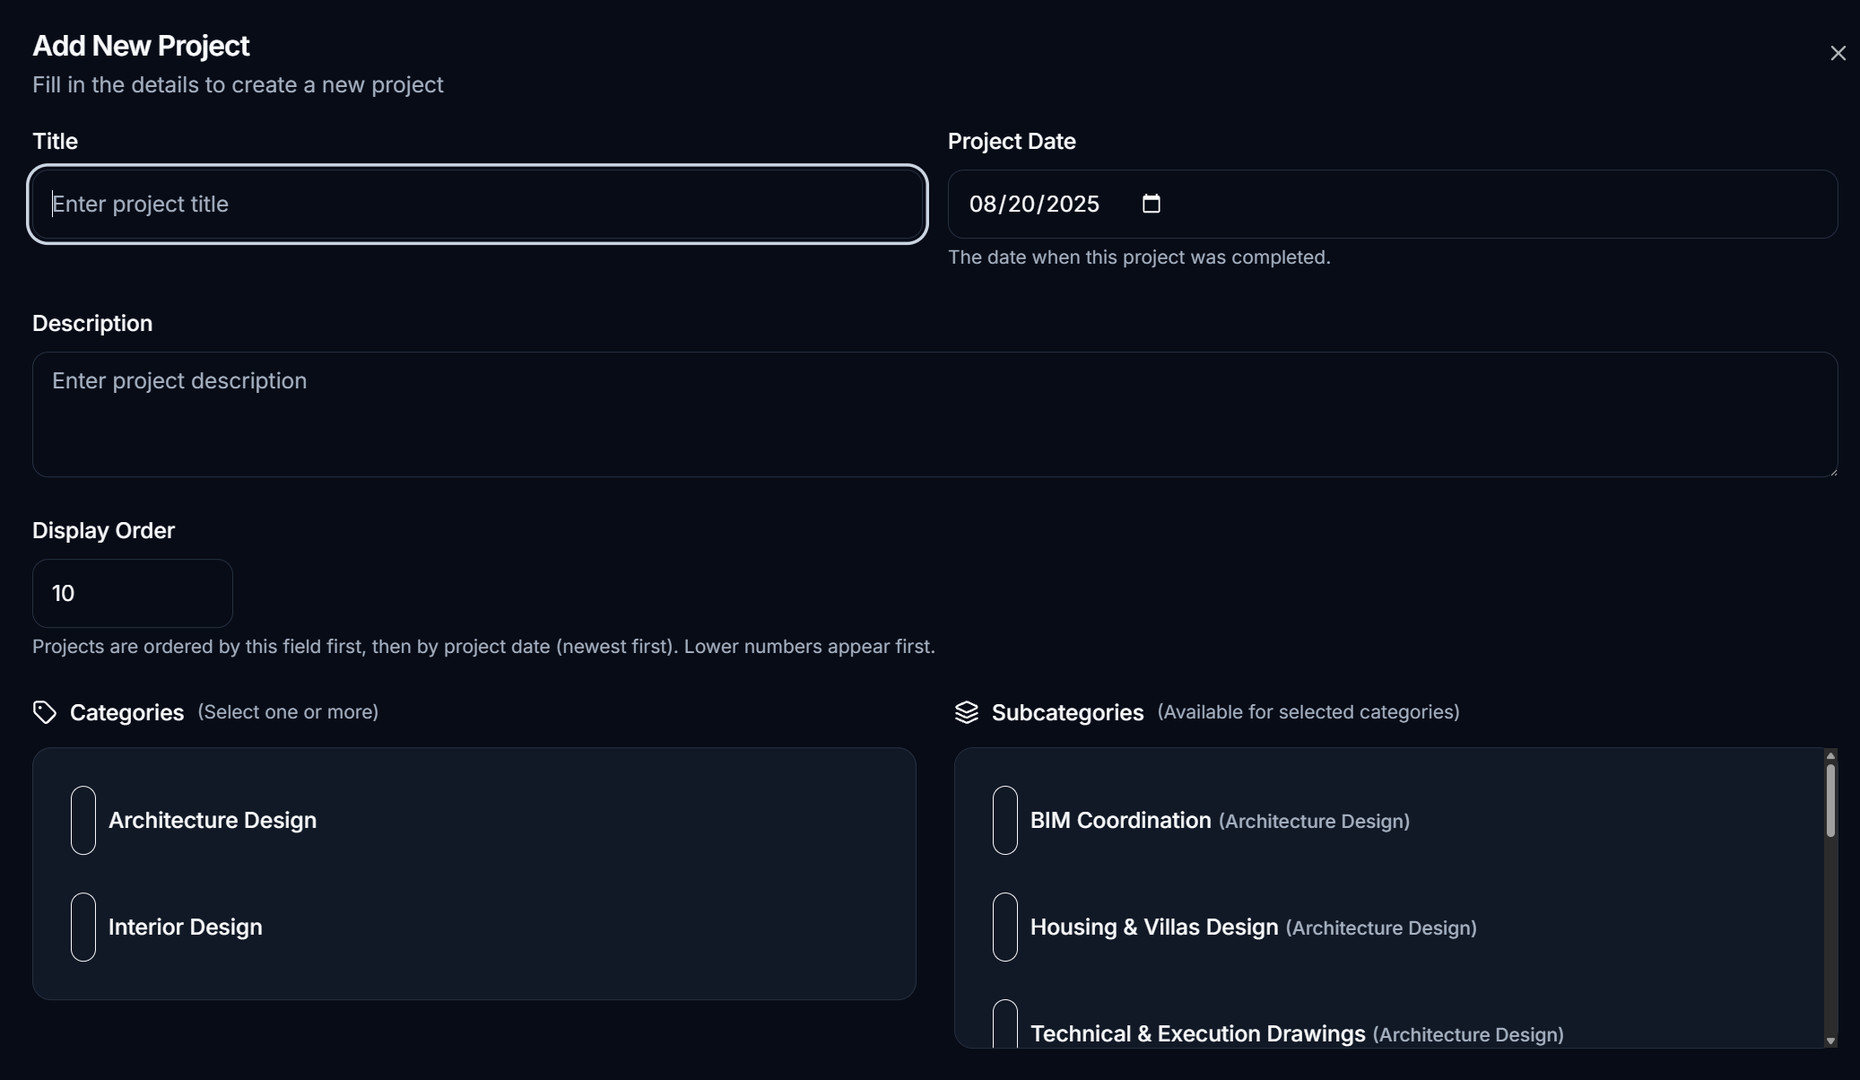 Add New Project
Fill in the details to create a new project
Title
Enter project title
Project Date
08/20/2025
The date when this project was completed.
Description
Enter project description
Display Order
10
Projects are ordered by this field first, then by project date (newest first). Lower numbers appear first.
Categories (Select one or more)
Architecture Design
Interior Design
Subcategories (Available for selected categories)
BIM Coordination (Architecture Design)
Housing & Villas Design (Architecture Design)
Technical & Execution Drawings (Architecture Design)